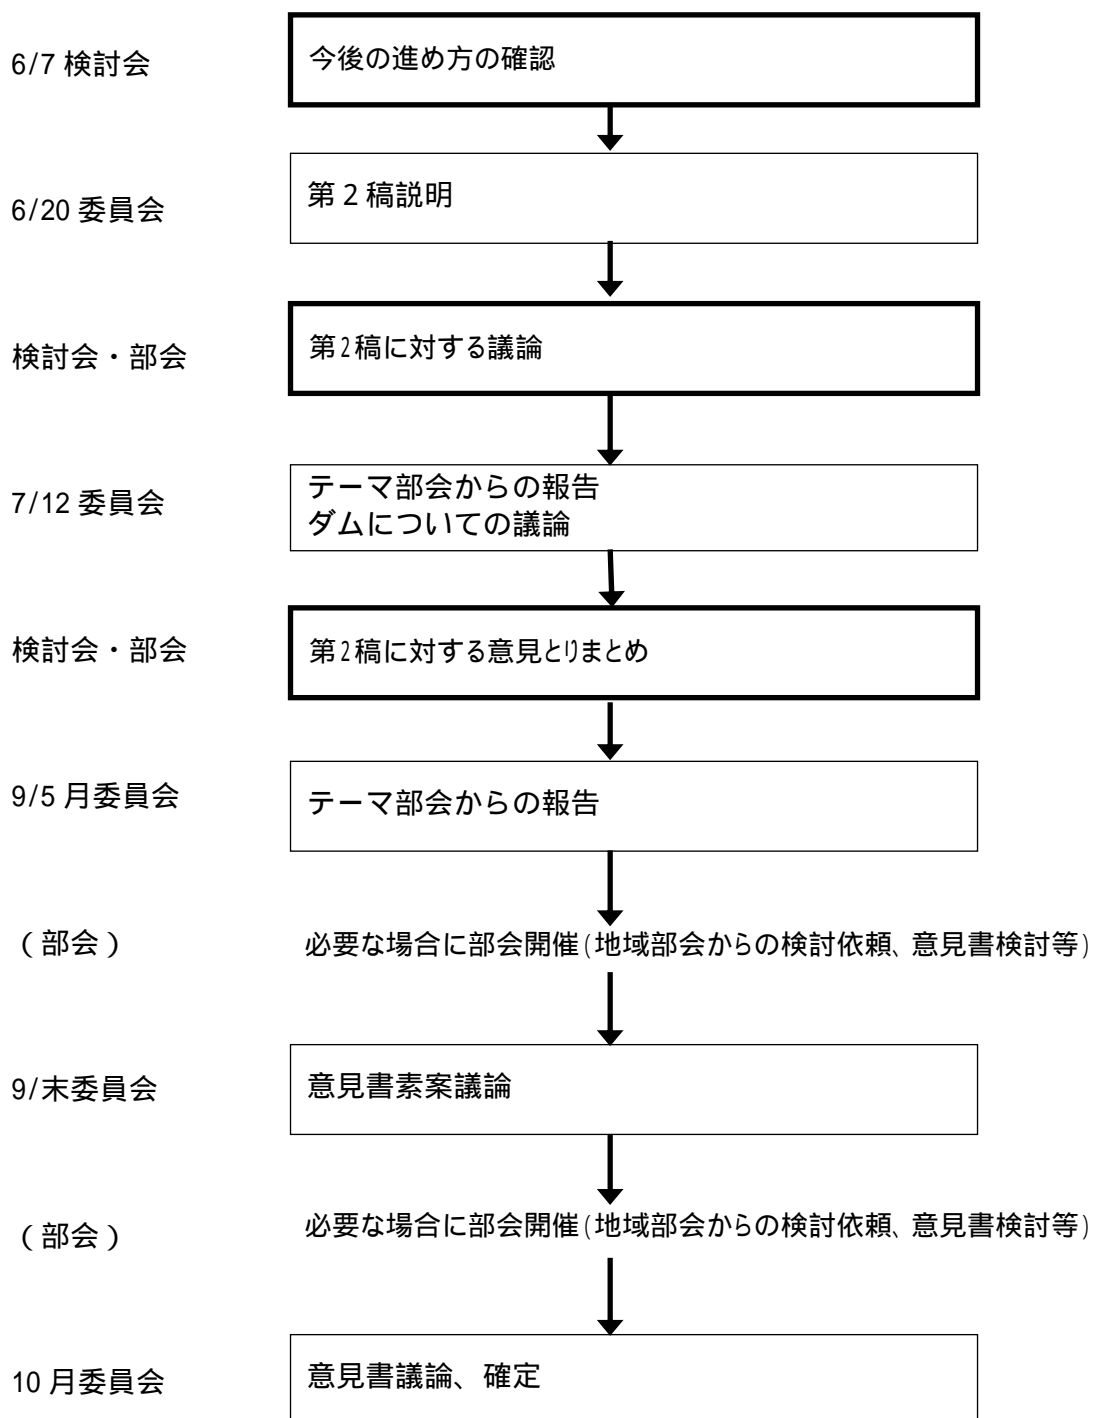 6/7 検討会
今後の進め方の確認
6/20 委員会
第２稿説明
検討会・部会
第2稿に対する議論
7/12 委員会
テーマ部会からの報告
ダムについての議論
検討会・部会
第2稿に対する意見とりまとめ
9/5 月委員会
テーマ部会からの報告
（部会）
必要な場合に部会開催(地域部会からの検討依頼、意見書検討等)
9/末委員会
意見書素案議論
（部会）
必要な場合に部会開催(地域部会からの検討依頼、意見書検討等)
10 月委員会
意見書議論、確定